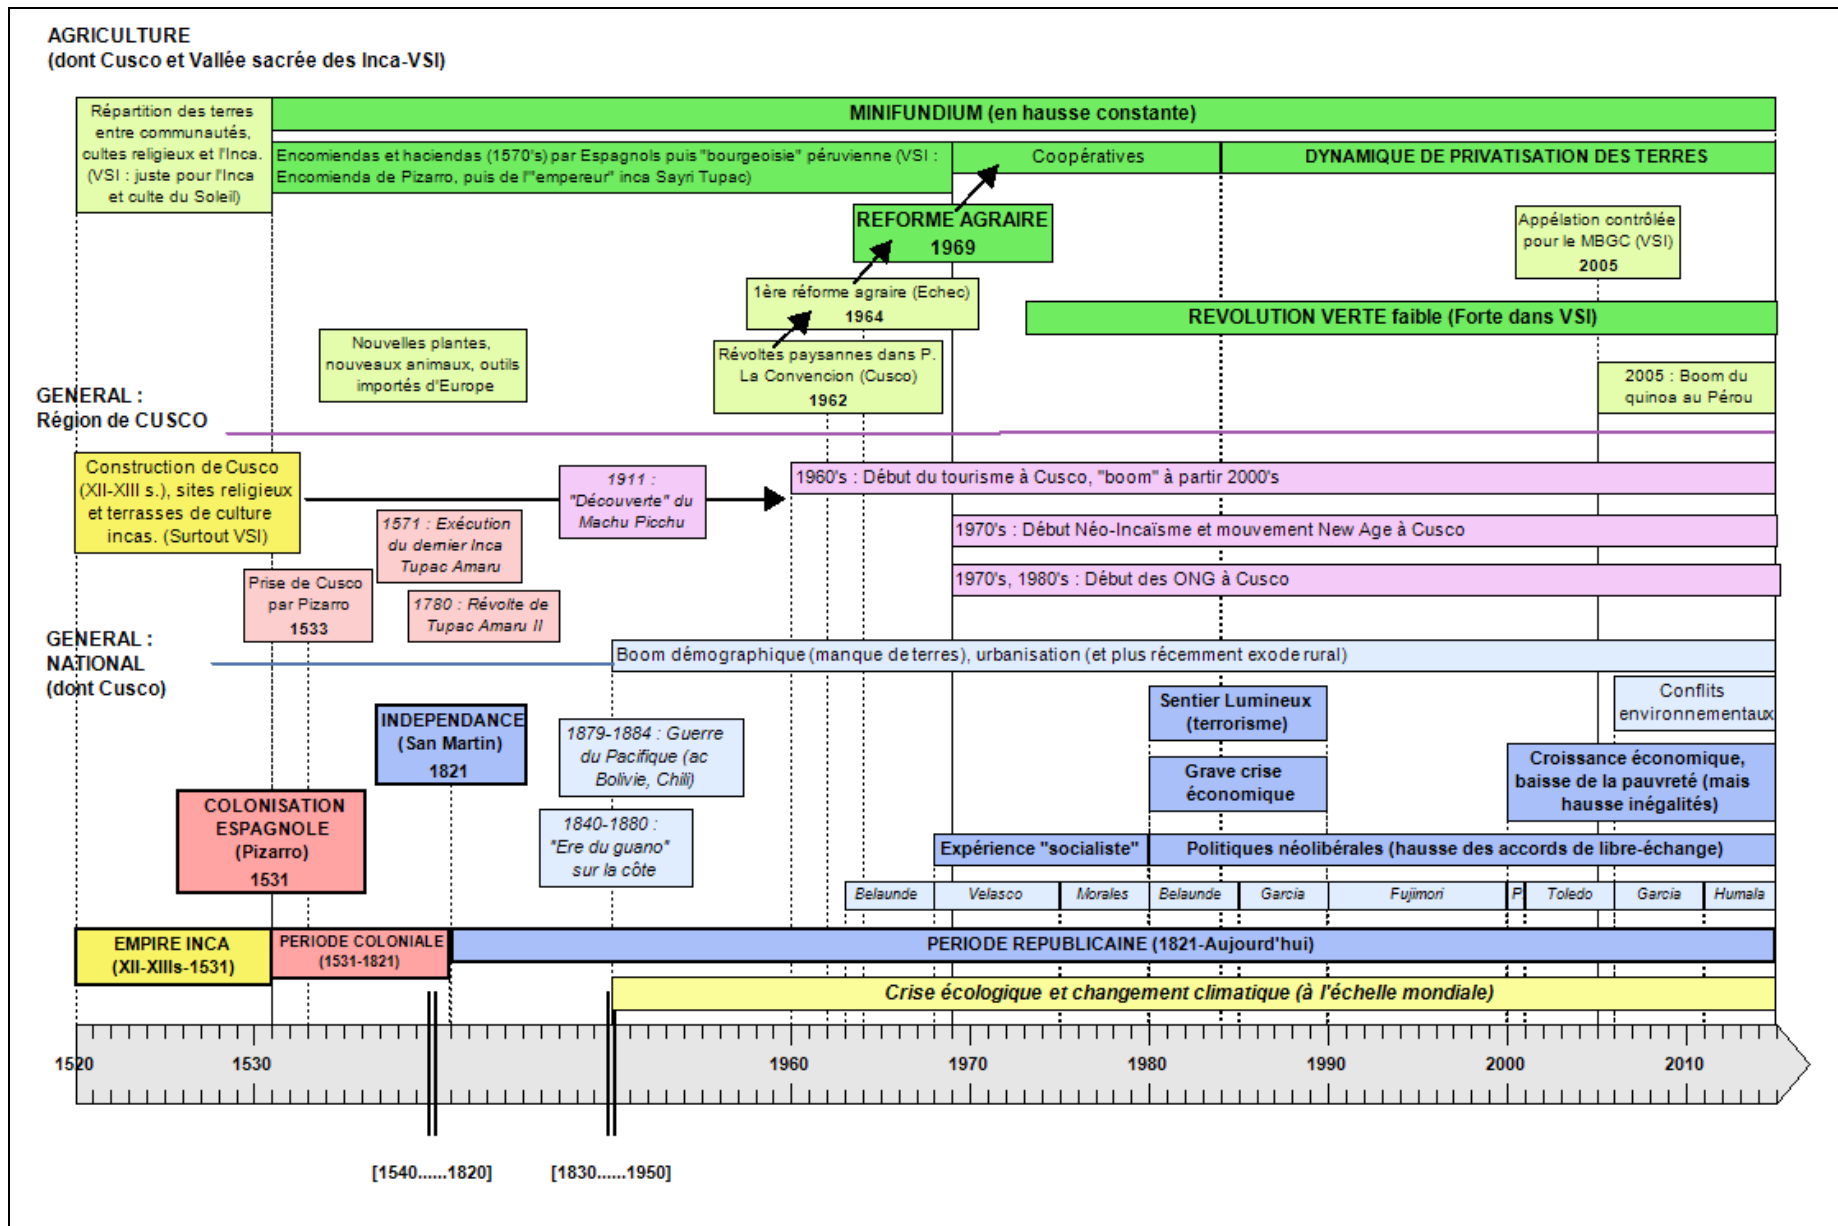 AGRICULTURE
(dont Cusco et Vallée sacrée des Inca-VSI)
Répartition des terres
entre communautés,
cultes religieux et l'Inca.
(VSI : juste pour l'Inca
et culte du Soleil)
MINIFUNDIUM (en hausse constante)
Encomiendas et haciendas (1570's) par Espagnols puis "bourgeoisie" péruvienne (VSI :
Encomienda de Pizarro, puis de l'"empereur" inca Sayri Tupac)
Coopératives
DYNAMIQUE DE PRIVATISATION DES TERRES
REFORME AGRAIRE
1969
Appélation contrôlée
pour le MBGC (VSI)
2005
1ère réforme agraire (Echec)
1964
REVOLUTION VERTE faible (Forte dans VSI)
Nouvelles plantes,
nouveaux animaux, outils
importés d'Europe
Révoltes paysannes dans P.
La Convencion (Cusco)
1962
2005 : Boom du
quinoa au Pérou
GENERAL :
Région de CUSCO
Construction de Cusco
(XII-XIII s.), sites religieux
et terrasses de culture
incas. (Surtout VSI)
1911 :
"Découverte" du
Machu Picchu
1960's : Début du tourisme à Cusco, "boom" à partir 2000's
1571 : Exécution
du dernier Inca
Tupac Amaru
1970's : Début Néo-Incaïsme et mouvement New Age à Cusco
Prise de Cusco
par Pizarro
1533
1780 : Révolte de
Tupac Amaru II
1970's, 1980's : Début des ONG à Cusco
GENERAL :
NATIONAL
(dont Cusco)
Boom démographique (manque de terres), urbanisation (et plus récemment exode rural)
INDEPENDANCE
(San Martin)
1821
1879-1884 : Guerre
du Pacifique (ac
Bolivie, Chili)
Sentier Lumineux
(terrorisme)
Conflits
environnementaux
Grave crise
économique
Croissance économique,
baisse de la pauvreté (mais
hausse inégalités)
COLONISATION
ESPAGNOLE
(Pizarro)
1531
1840-1880 :
"Ere du guano"
sur la côte
Expérience "socialiste"
Politiques néolibérales (hausse des accords de libre-échange)
Belaunde
Velasco
Morales
Belaunde
Garcia
Fujimori
P.
Toledo
Garcia
Humala
EMPIRE INCA
(XII-XIIIs-1531)
PERIODE COLONIALE
(1531-1821)
PERIODE REPUBLICAINE (1821-Aujourd'hui)
Crise écologique et changement climatique (à l'échelle mondiale)
1520
1530
1960
1970
1980
1990
2000
2010
[1540......1820]
[1830......1950]